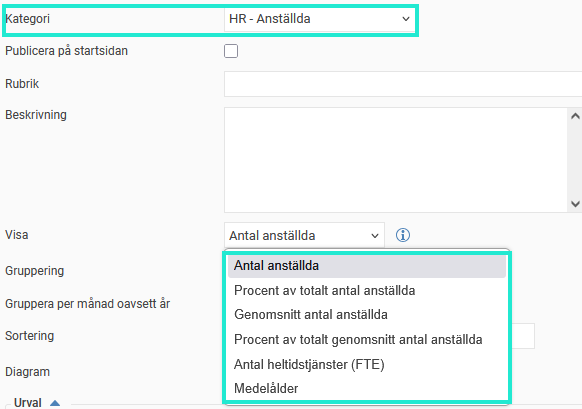 Kategori HR - Anställda
Publicera på startsidan
Rubrik
Beskrivning
Visa Antal anställda
Gruppering Antal anställda
Procent av totalt antal anställda
Gruppera per månad oavsett år Genomsnitt antal anställda
Sortering Procent av totalt genomsnitt antal anställda
Diagram Antal heltidstjänster (FTE)
Medelålder
Urval